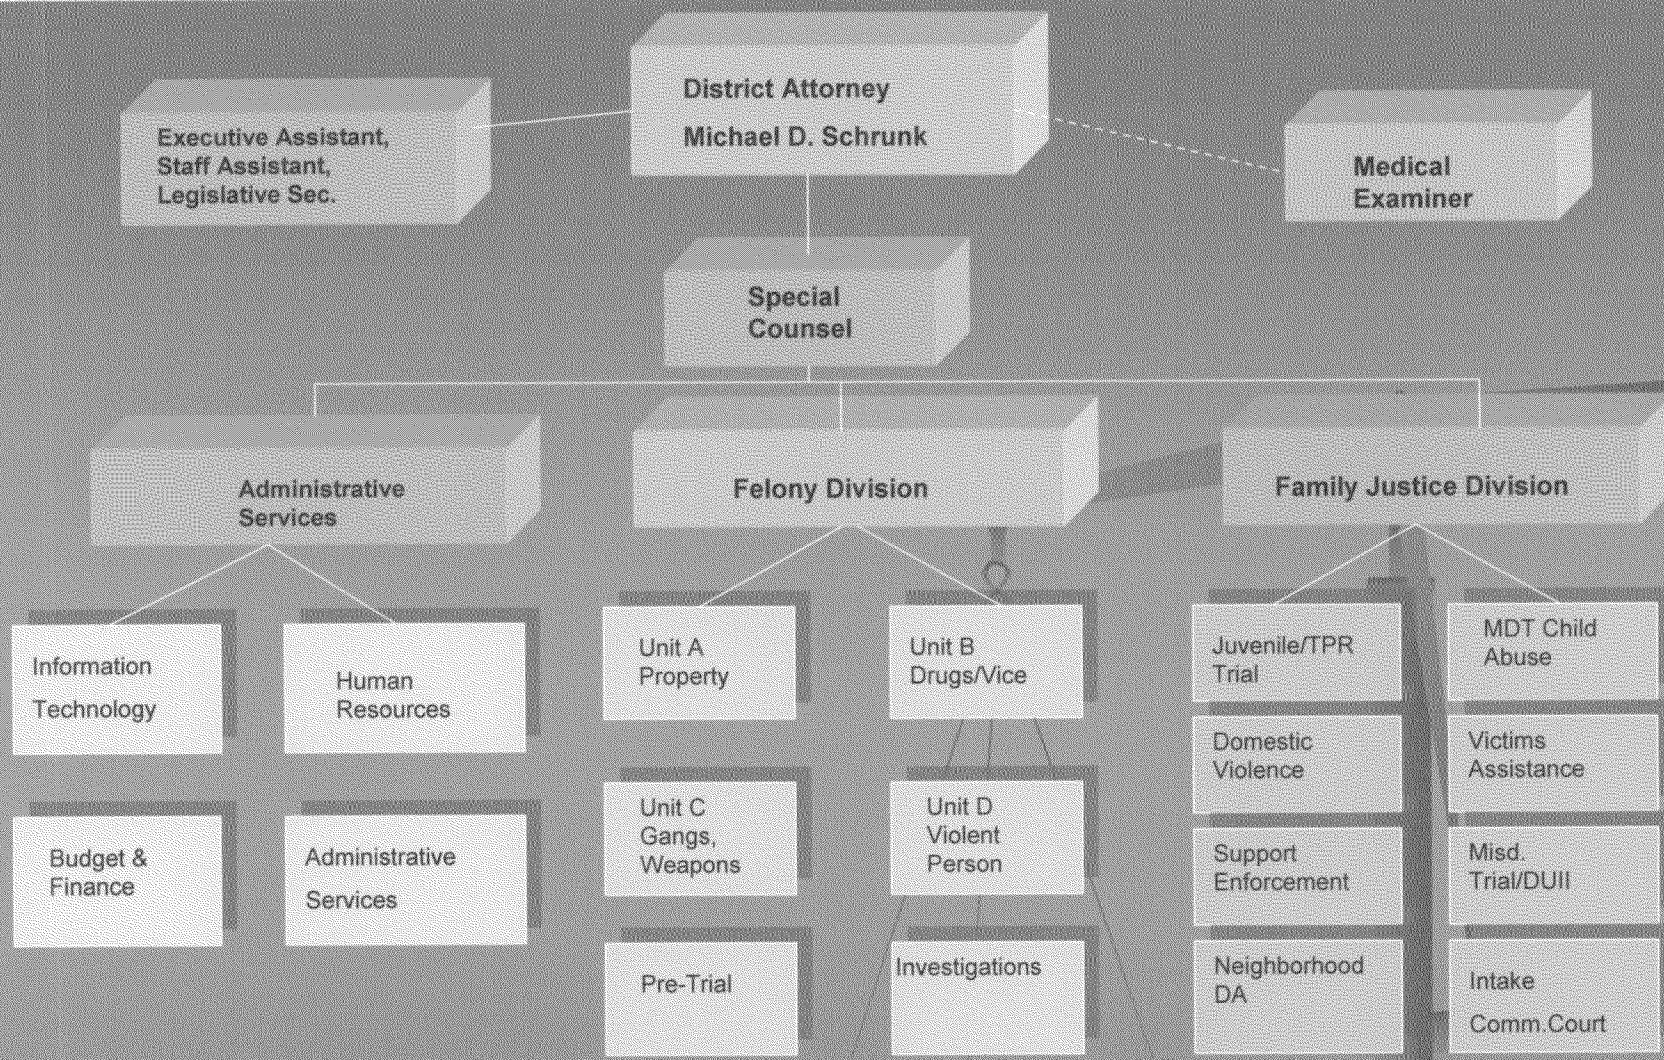 District Attorney
Michael D. Schrunk
Executive Assistant,
Staff Assistant,
Legislative Sec.
Medical
Examiner
Special
Counsel
Administrative
Services
Felony Division
Family Justice Division
Information
Technology
Human
Resources
Budget &
Finance
Administrative
Services
Unit A
Property
Unit B
Drugs/Vice
Unit C
Gangs,
Weapons
Unit D
Violent
Person
Pre-Trial
Investigations
Juvenile/TPR
Trial
MDT Child
Abuse
Domestic
Violence
Victims
Assistance
Support
Enforcement
Misd.
Trial/DUII
Neighborhood
DA
Intake
Comm.Court